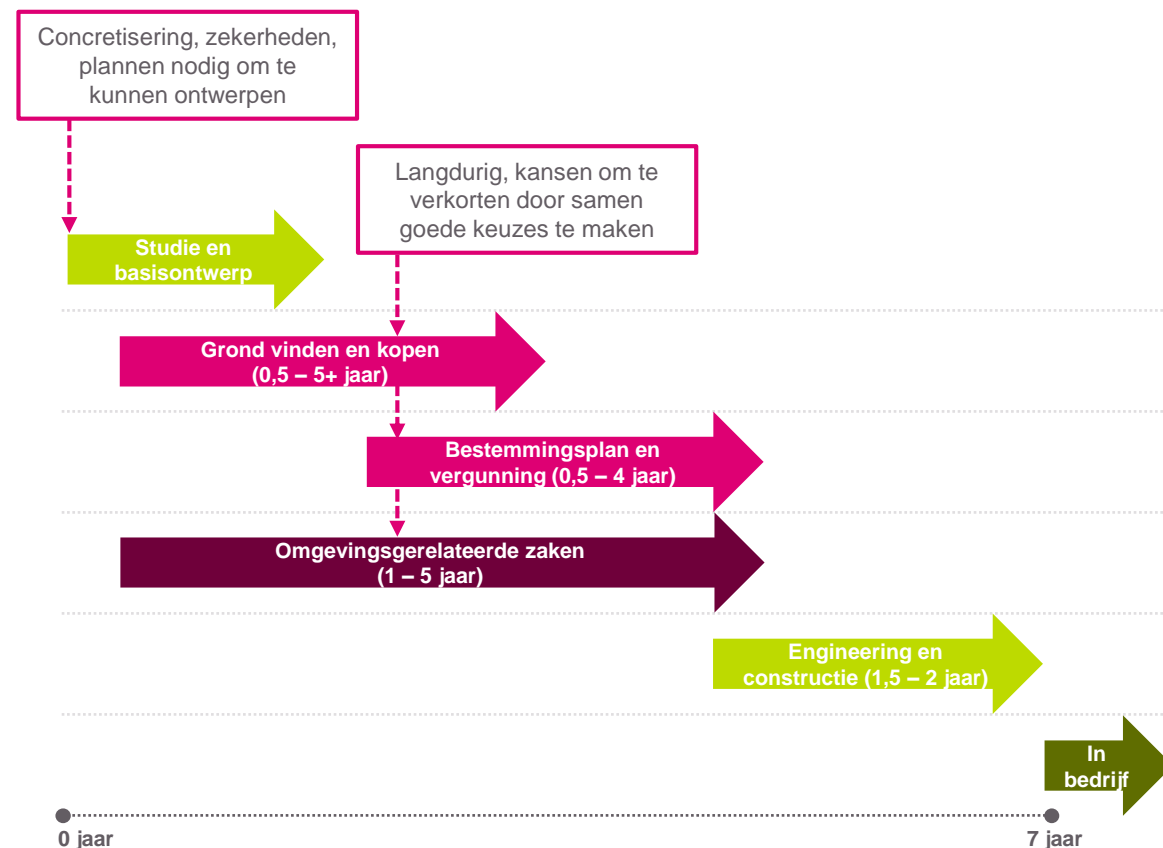 Concretisering, zekerheden,
plannen nodig om te
kunnen ontwerpen
Langdurig, kansen om te
verkorten door samen
goede keuzes te maken
Studie en
basisontwerp
Grond vinden en kopen
(0,5 – 5+ jaar)
Bestemmingsplan en
vergunning (0,5 – 4 jaar)
Omgevingsgerelateerde zaken
(1 – 5 jaar)
Engineering en
constructie (1,5 – 2 jaar)
In
bedrijf
0 jaar
7 jaar